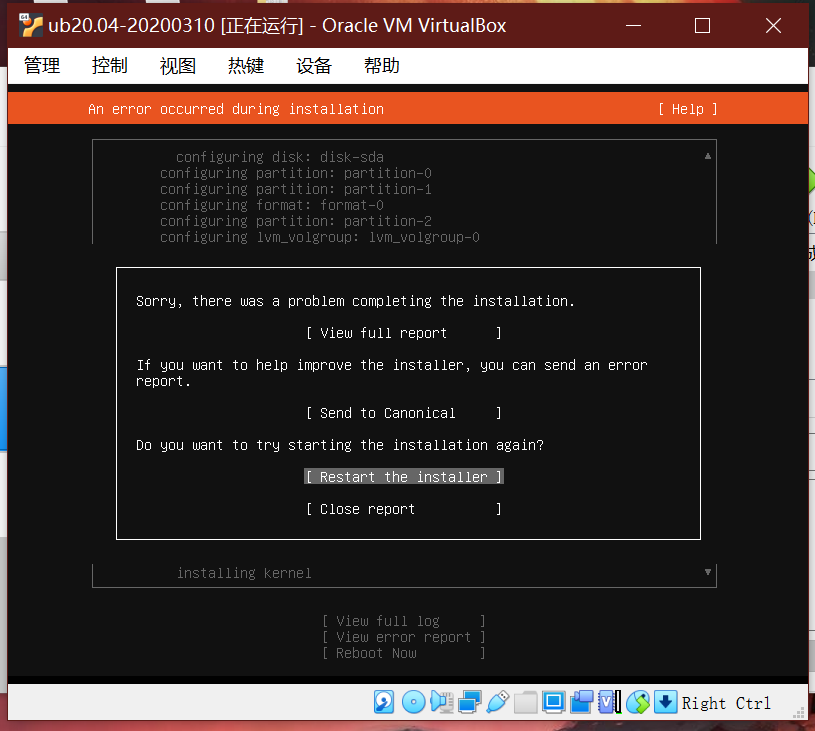 ub20.04-20200310 [正在运行] - Oracle VM VirtualBox
管理 控制 视图 热键 设备 帮助
An error occurred during installation [ Help ]
configuring disk: disk-sda
configuring partition: partition-0
configuring partition: partition-1
configuring format: format-0
configuring partition: partition-2
configuring lvm_volgroup: lvm_volgroup-0
Sorry, there was a problem completing the installation.
[ View full report ]
If you want to help improve the installer, you can send an error
report.
[ Send to Canonical ]
Do you want to try starting the installation again?
[ Restart the installer ]
[ Close report ]
installing kernel
[ View full log ]
[ View error report ]
[ Reboot Now ]
Right Ctrl